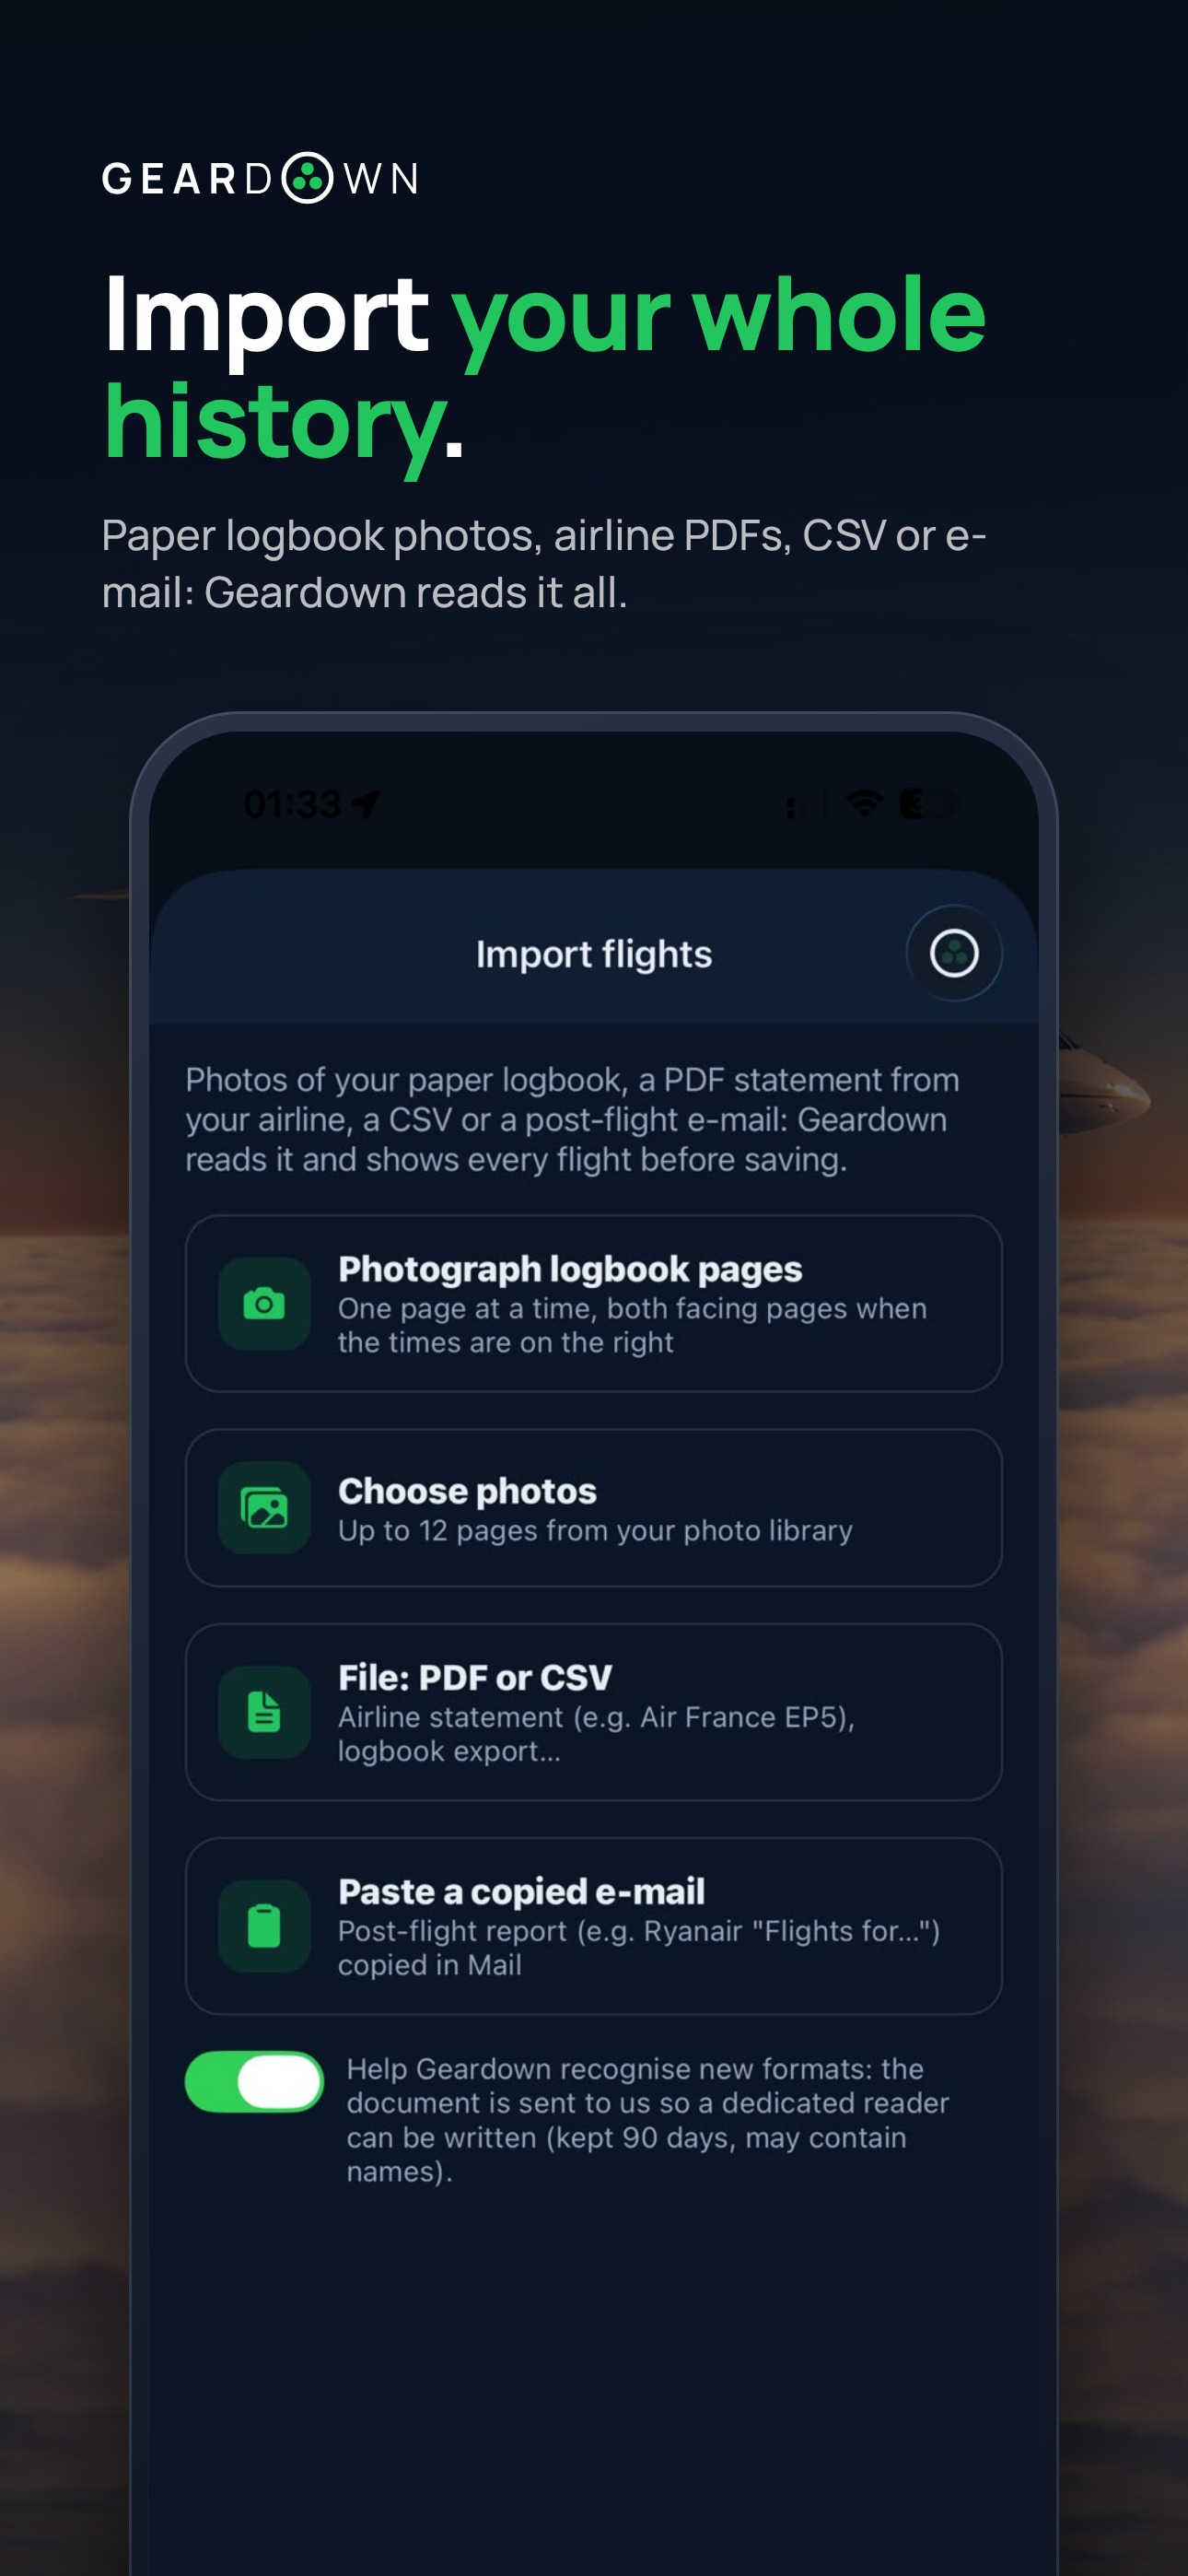 GEARDOWN
Import your whole
history.
Paper logbook photos, airline PDFs, CSV or e-
mail: Geardown reads it all.
01:33
Import flights
Photos of your paper logbook, a PDF statement from
your airline, a CSV or a post-flight e-mail: Geardown
reads it and shows every flight before saving.
Photograph logbook pages
One page at a time, both facing pages when
the times are on the right
Choose photos
Up to 12 pages from your photo library
File: PDF or CSV
Airline statement (e.g. Air France EP5),
logbook export...
Paste a copied e-mail
Post-flight report (e.g. Ryanair "Flights for...")
copied in Mail
Help Geardown recognise new formats: the
document is sent to us so a dedicated reader
can be written (kept 90 days, may contain
names).